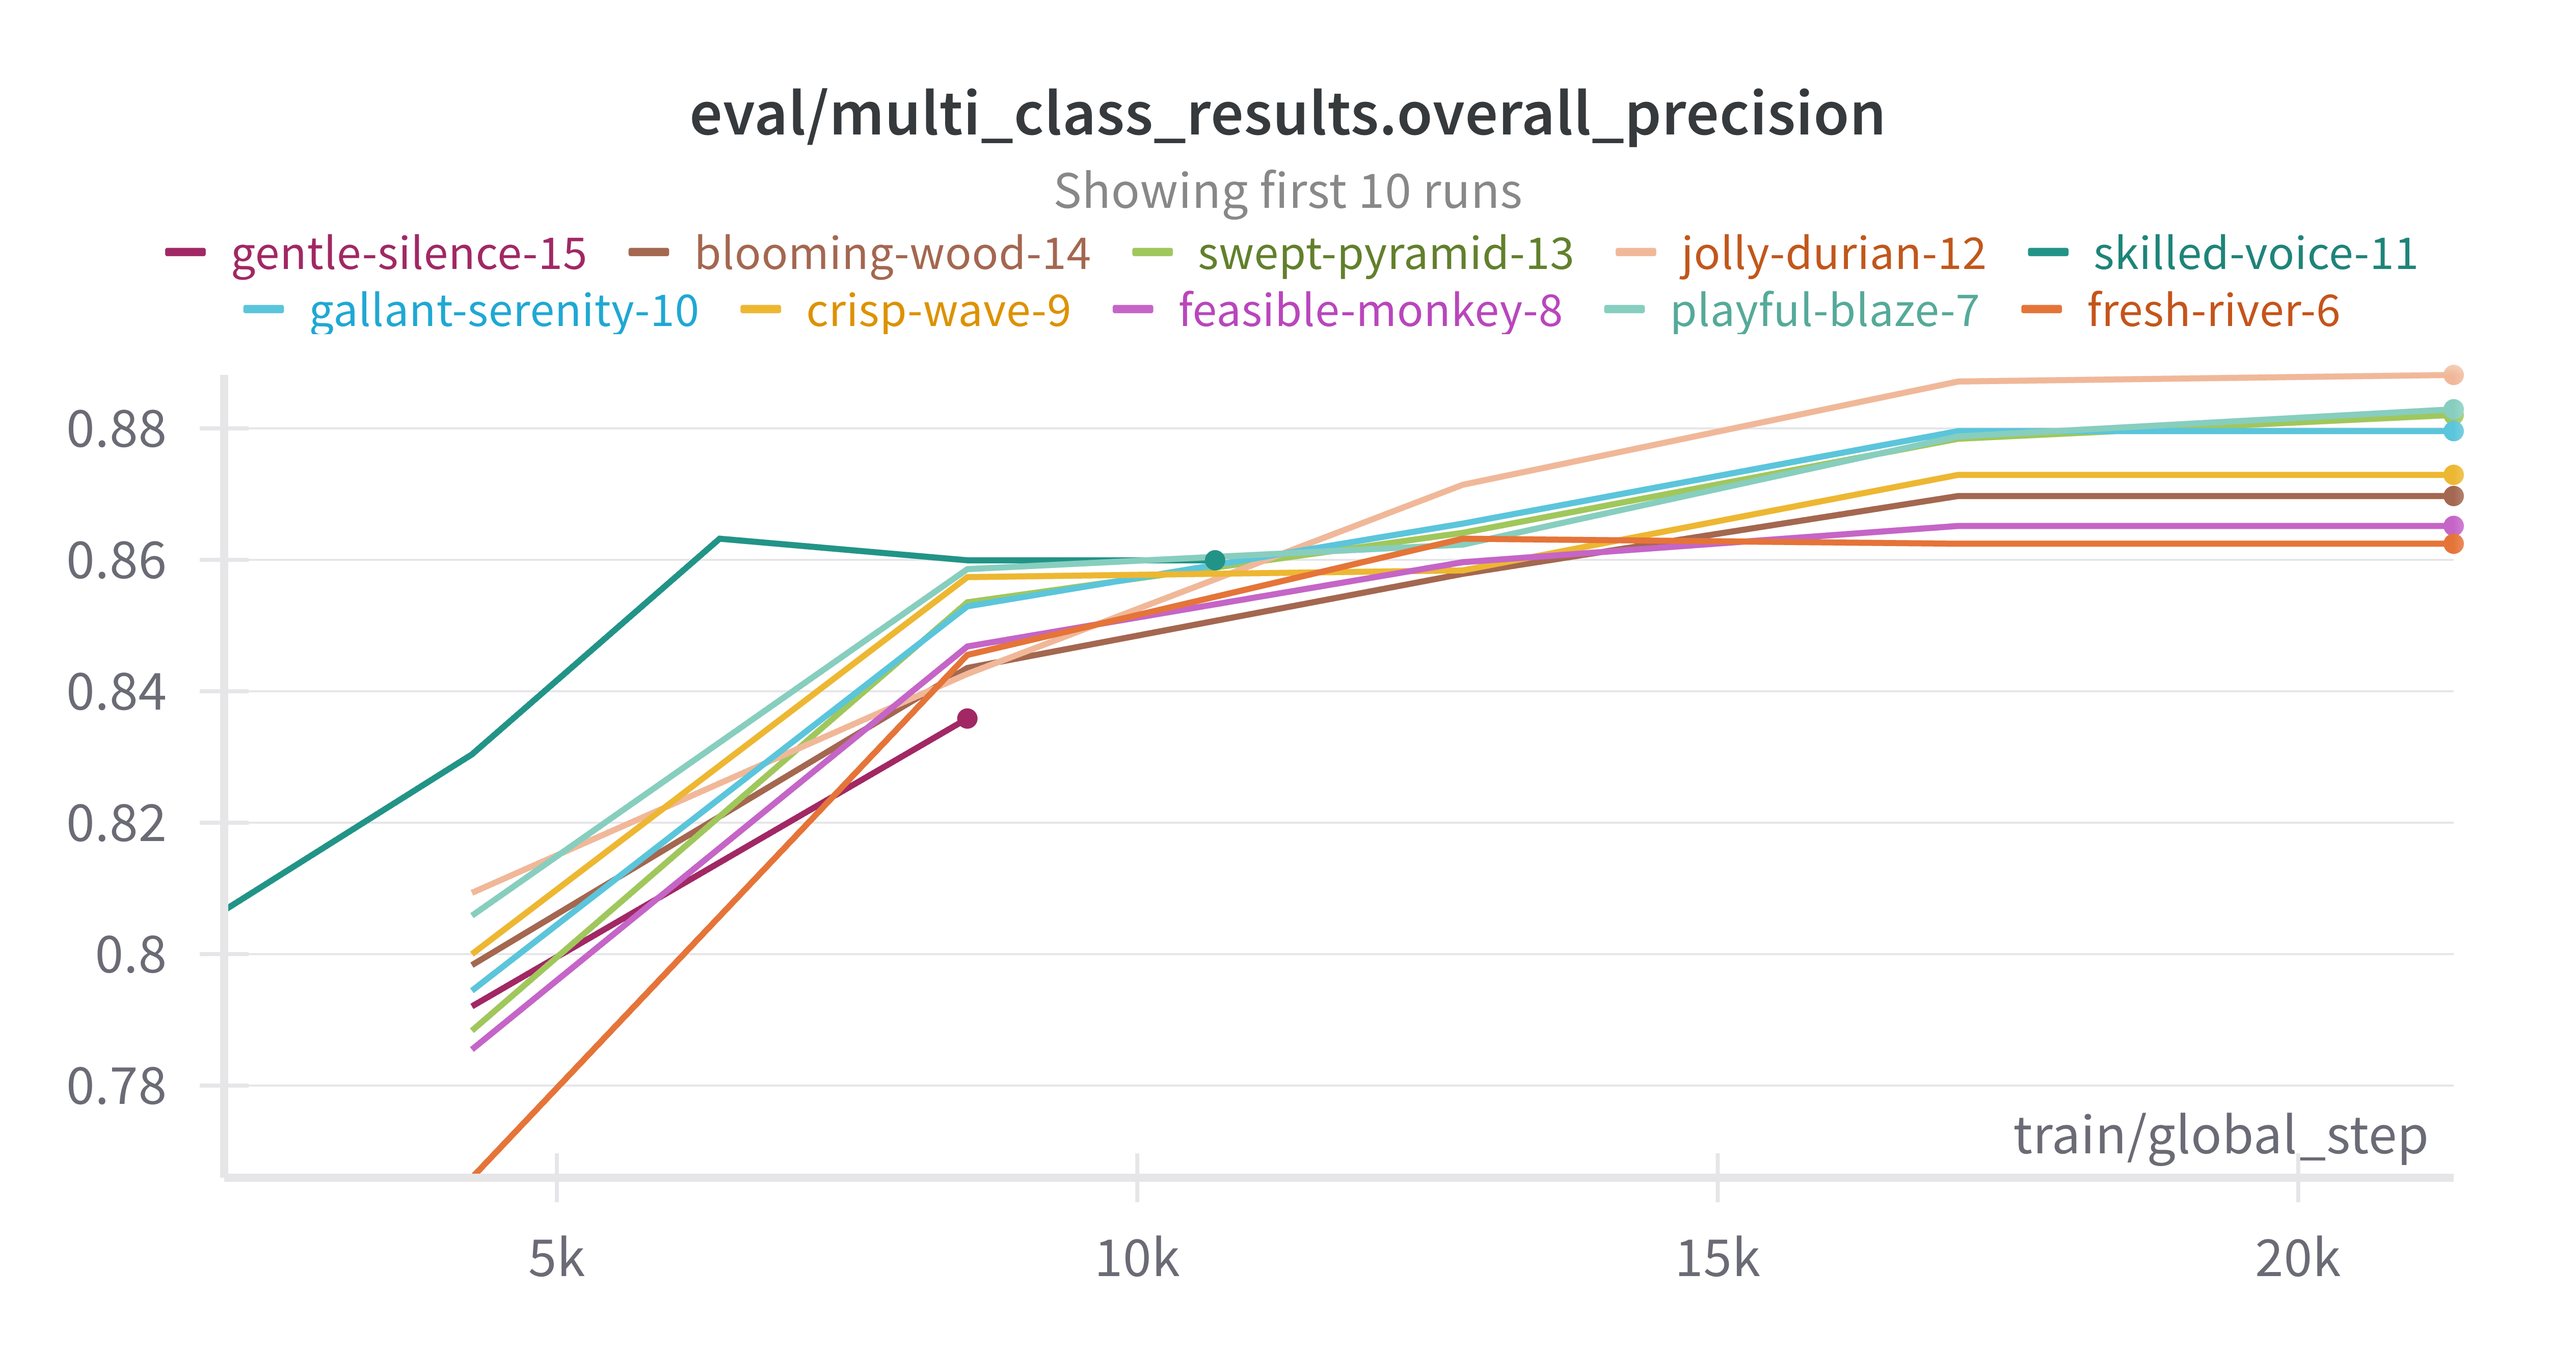 eval/multi_class_results.overall_precision
Showing first 10 runs
gentle-silence-15 blooming-wood-14 swept-pyramid-13 jolly-durian-12 skilled-voice-11
gallant-serenity-10 crisp-wave-9 feasible-monkey-8 playful-blaze-7 fresh-river-6
0.88
0.86
0.84
0.82
0.8
0.78
train/global_step
5k 10k 15k 20k